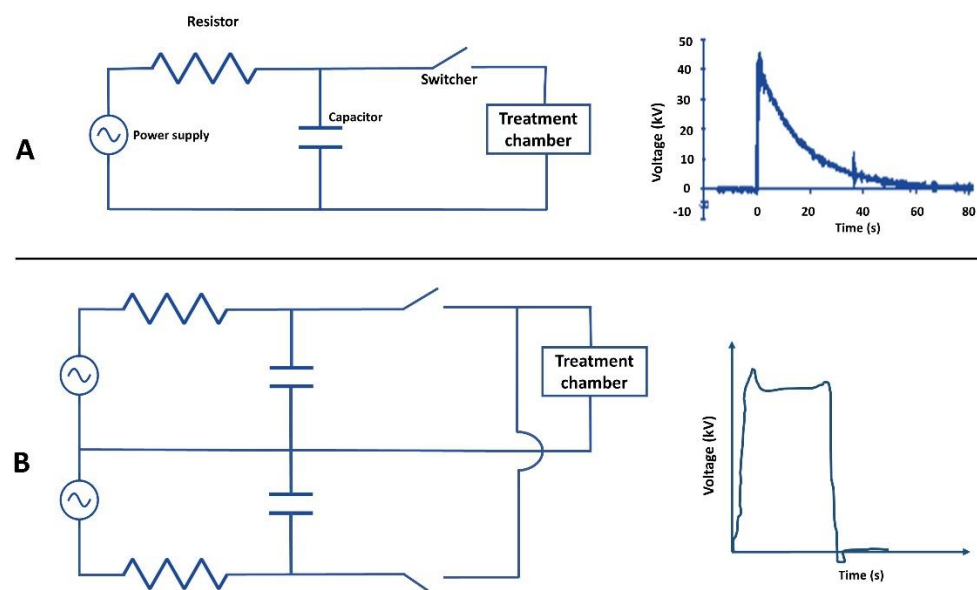 Resistor
Switcher
Power supply
Capacitor
Treatment
chamber
A
Voltage (kV)
50
40
30
20
10
0
-10
0
20
40
60
80
Time (s)
B
Treatment
chamber
Voltage (kV)
Time (s)